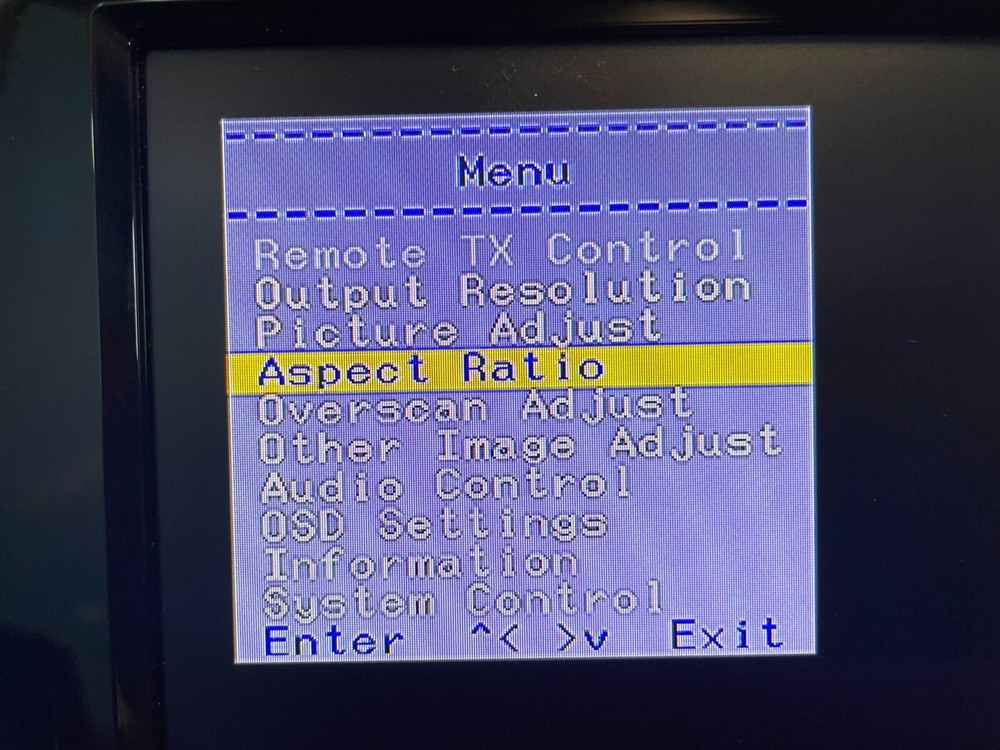 Menu
Remote TX Control
Output Resolution
Picture Adjust
Aspect Ratio
Overscan Adjust
Other Image Adjust
Audio Control
OSD Settings
Information
System Control
Enter ^< >v Exit